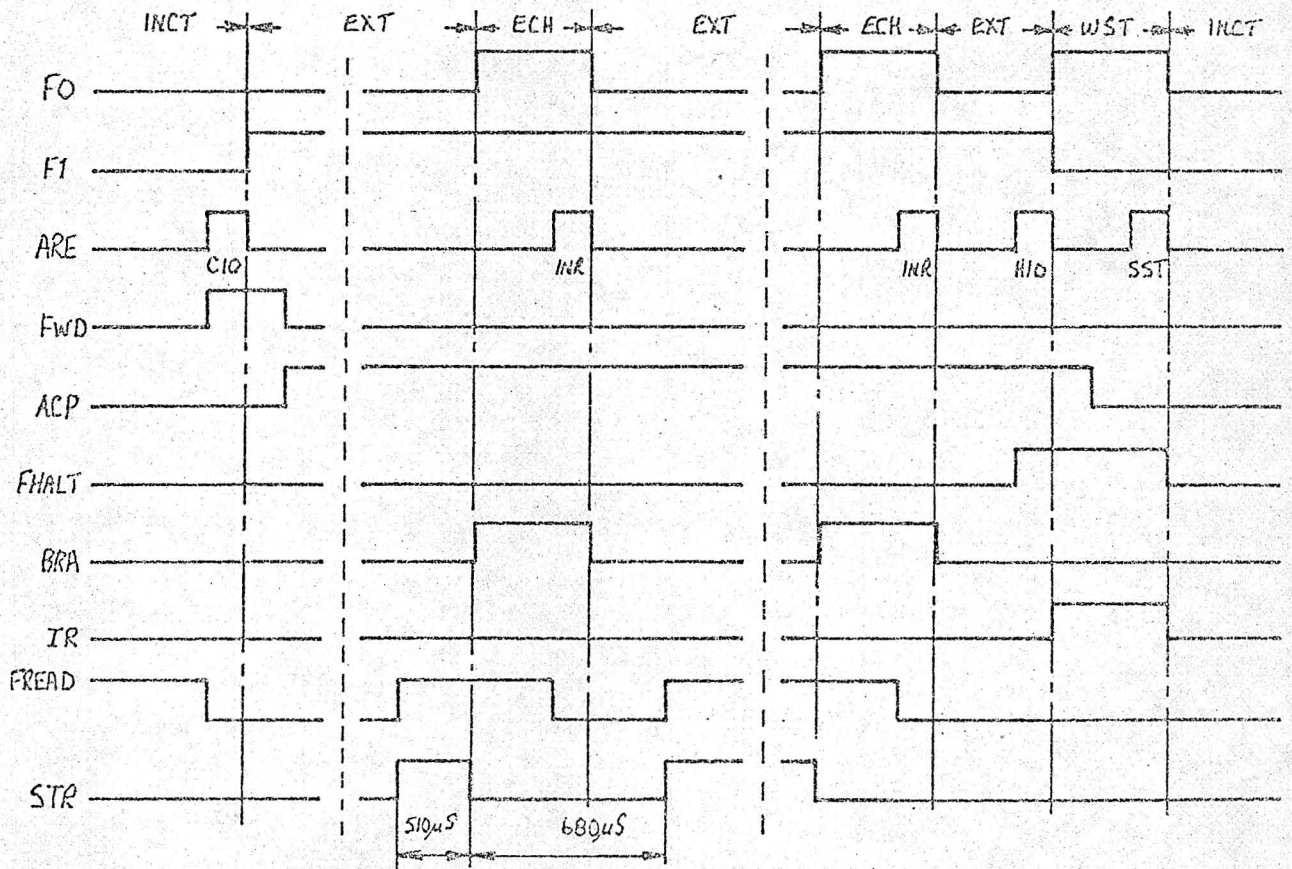 INCT EXT ECH EXT ECH EXT WST INCT
F0
F1
ARE
CIO INR INR HIO SST
FWD
ACP
FHALT
BRA
IR
FREAD
STR
510µS 680µS